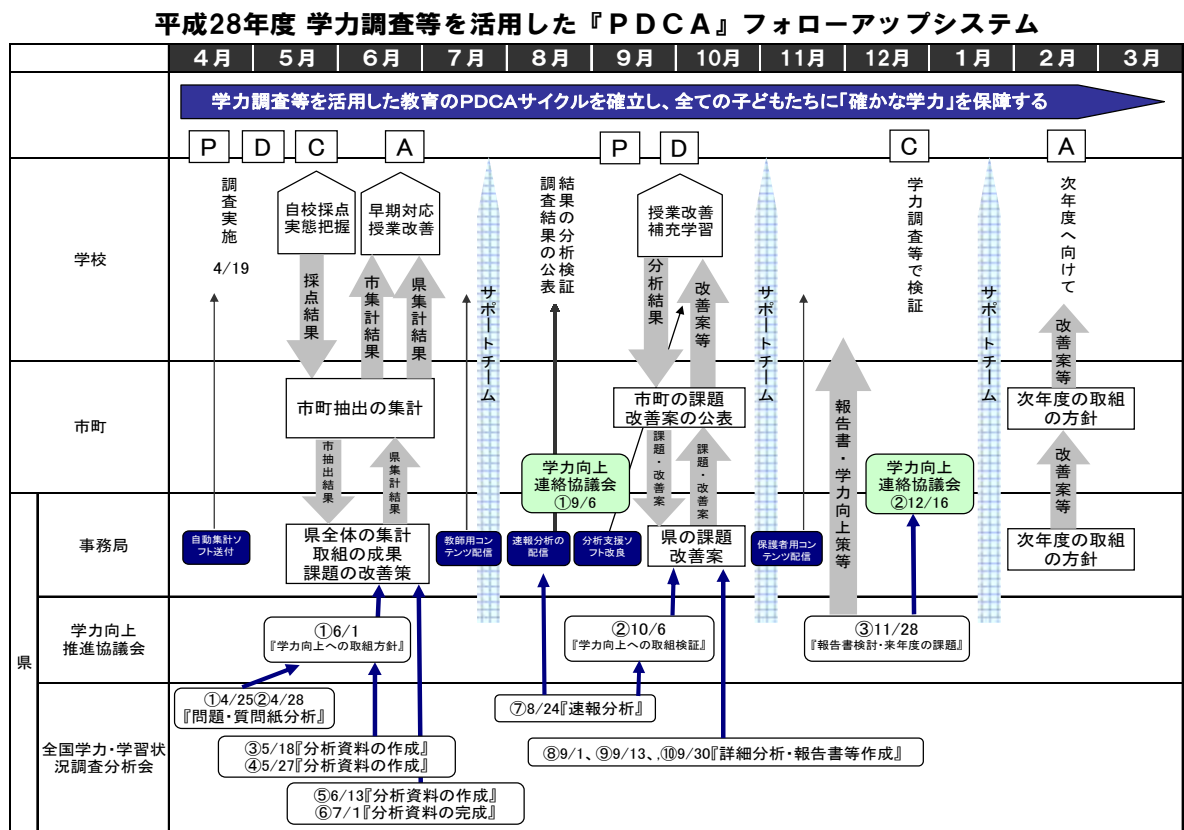 平成28年度 学力調査等を活用した『PDCA』フォローアップシステム
4月 5月 6月 7月 8月 9月 10月 11月 12月 1月 2月 3月
学力調査等を活用した教育のPDCAサイクルを確立し、全ての子どもたちに「確かな学力」を保障する
P D C A P D C A
学校
調査実施
4/19
自校採点
実態把握
早期対応
授業改善
調査結果の公表
結果の分析検証
授業改善
補充学習
学力調査等で検証
次年度へ向けて
採点結果
市集計結果
県集計結果
サポートチーム
分析結果
改善案等
サポートチーム
サポートチーム
改善案等
市町
市町抽出の集計
市町の課題
改善案の公表
次年度の取組
の方針
市抽出結果
県集計結果
学力向上
連絡協議会
①9/6
課題・改善案
課題・改善案
報告書・学力向上策等
学力向上
連絡協議会
②12/16
改善案等
県
事務局
自動集計ソ
フト送付
県全体の集計
取組の成果
課題の改善策
教師用コン
テンツ配信
速報分析の
配信
分析支援ソ
フト改良
県の課題
改善案
保護者用コン
テンツ配信
次年度の取組
の方針
学力向上
推進協議会
①6/1
『学力向上への取組方針』
②10/6
『学力向上への取組検証』
③11/28
『報告書検討・来年度の課題』
全国学力・学習状
況調査分析会
①4/25②4/28
『問題・質問紙分析』
⑦8/24『速報分析』
③5/18『分析資料の作成』
④5/27『分析資料の作成』
⑧9/1、⑨9/13、,⑩9/30『詳細分析・報告書等作成』
⑤6/13『分析資料の作成』
⑥7/1『分析資料の完成』